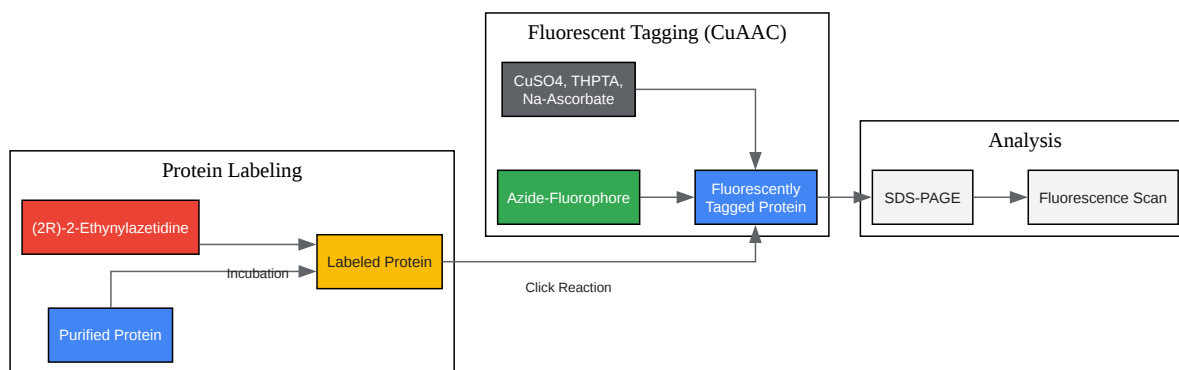 Protein Labeling
(2R)-2-Ethynylazetidine
Purified Protein
Incubation
Labeled Protein
Click Reaction
Fluorescent Tagging (CuAAC)
CuSO4, THPTA,
Na-Ascorbate
Azide-Fluorophore
Fluorescently
Tagged Protein
Analysis
SDS-PAGE
Fluorescence Scan